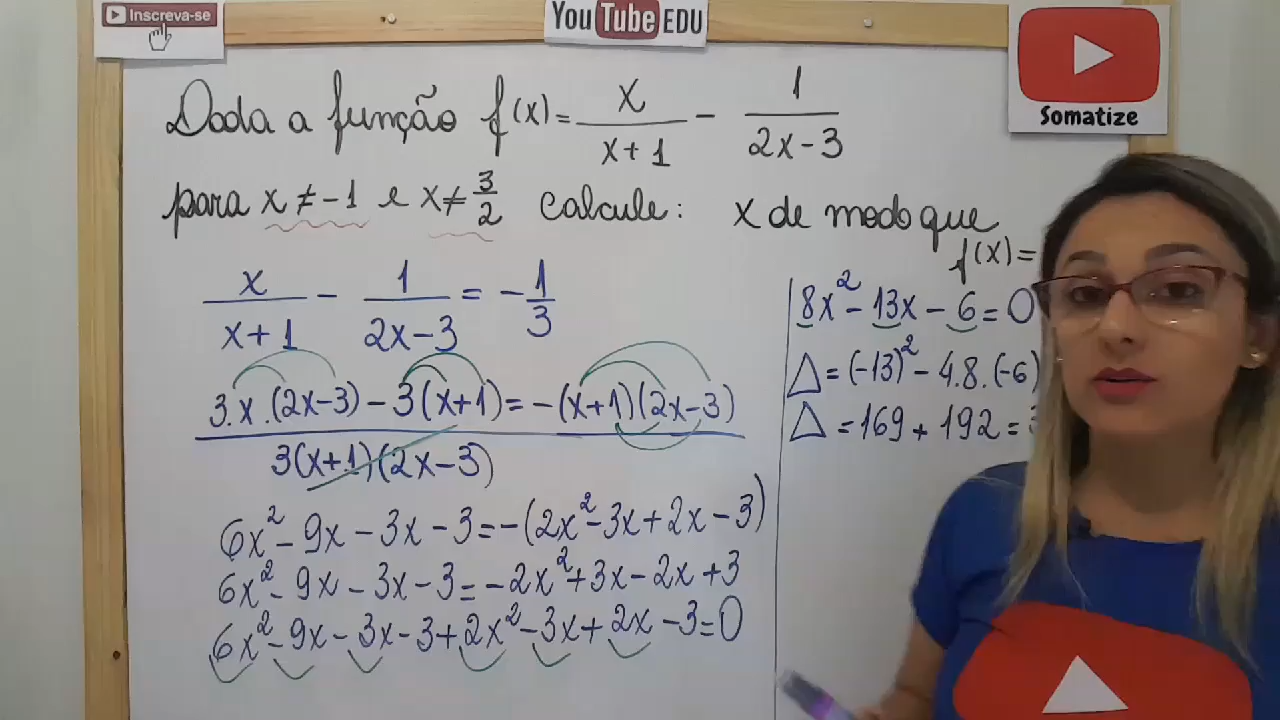 Inscreva-se
YouTube EDU
Somatize
Dada a função f(x) = x/(x+1) - 1/(2x-3)
para x ≠ -1 e x ≠ 3/2 calcule: x de modo que
f(x) =
x/(x+1) - 1/(2x-3) = -1/3
3.x.(2x-3) - 3(x+1) = -(x+1)(2x-3)
3(x+1)(2x-3)
6x² - 9x - 3x - 3 = -(2x² - 3x + 2x - 3)
6x² - 9x - 3x - 3 = -2x² + 3x - 2x + 3
6x² - 9x - 3x - 3 + 2x² - 3x + 2x - 3 = 0
8x² - 13x - 6 = 0
Δ = (-13)² - 4.8.(-6)
Δ = 169 + 192 =